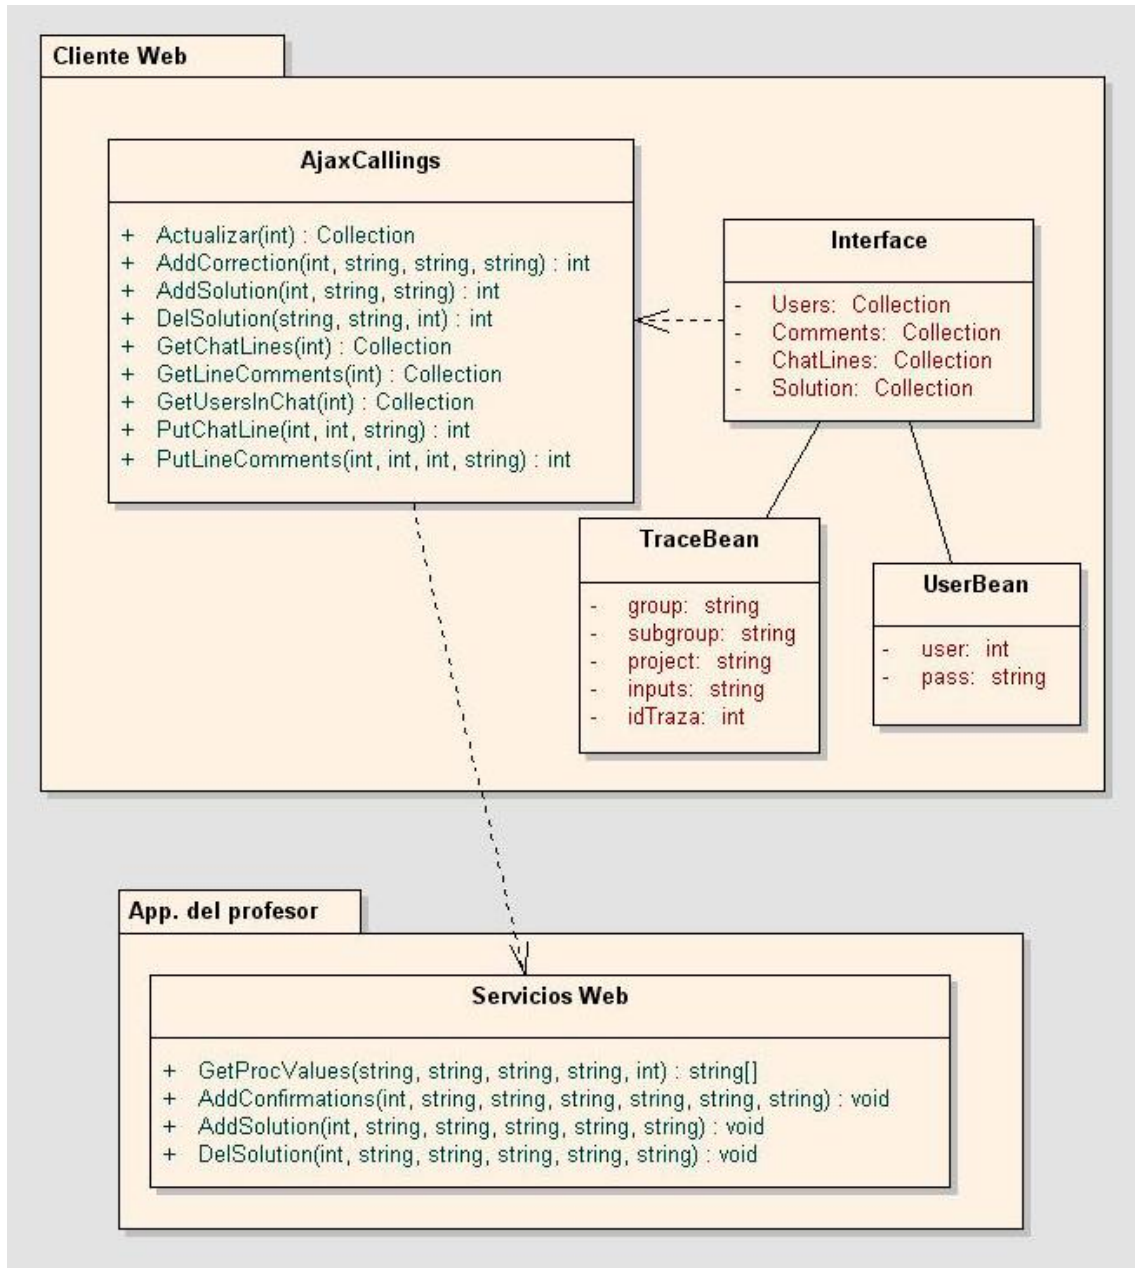 Cliente Web
AjaxCallings
+ Actualizar(int) : Collection
+ AddCorrection(int, string, string, string) : int
+ AddSolution(int, string, string) : int
+ DelSolution(string, string, int) : int
+ GetChatLines(int) : Collection
+ GetLineComments(int) : Collection
+ GetUsersInChat(int) : Collection
+ PutChatLine(int, int, string) : int
+ PutLineComments(int, int, int, string) : int
Interface
- Users: Collection
- Comments: Collection
- ChatLines: Collection
- Solution: Collection
TraceBean
- group: string
- subgroup: string
- project: string
- inputs: string
- idTraza: int
UserBean
- user: int
- pass: string
App. del profesor
Servicios Web
+ GetProcValues(string, string, string, string, int) : string[]
+ AddConfirmations(int, string, string, string, string, string, string) : void
+ AddSolution(int, string, string, string, string, string) : void
+ DelSolution(int, string, string, string, string, string) : void